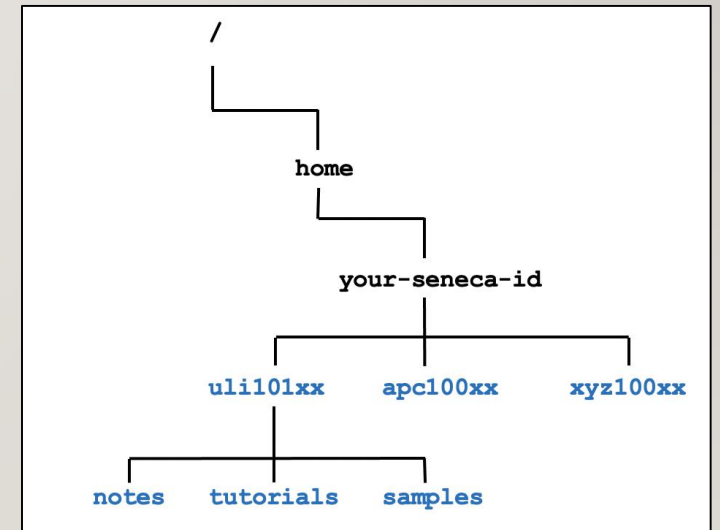 /
home
your-seneca-id
uli101xx apc100xx xyz100xx
notes tutorials samples